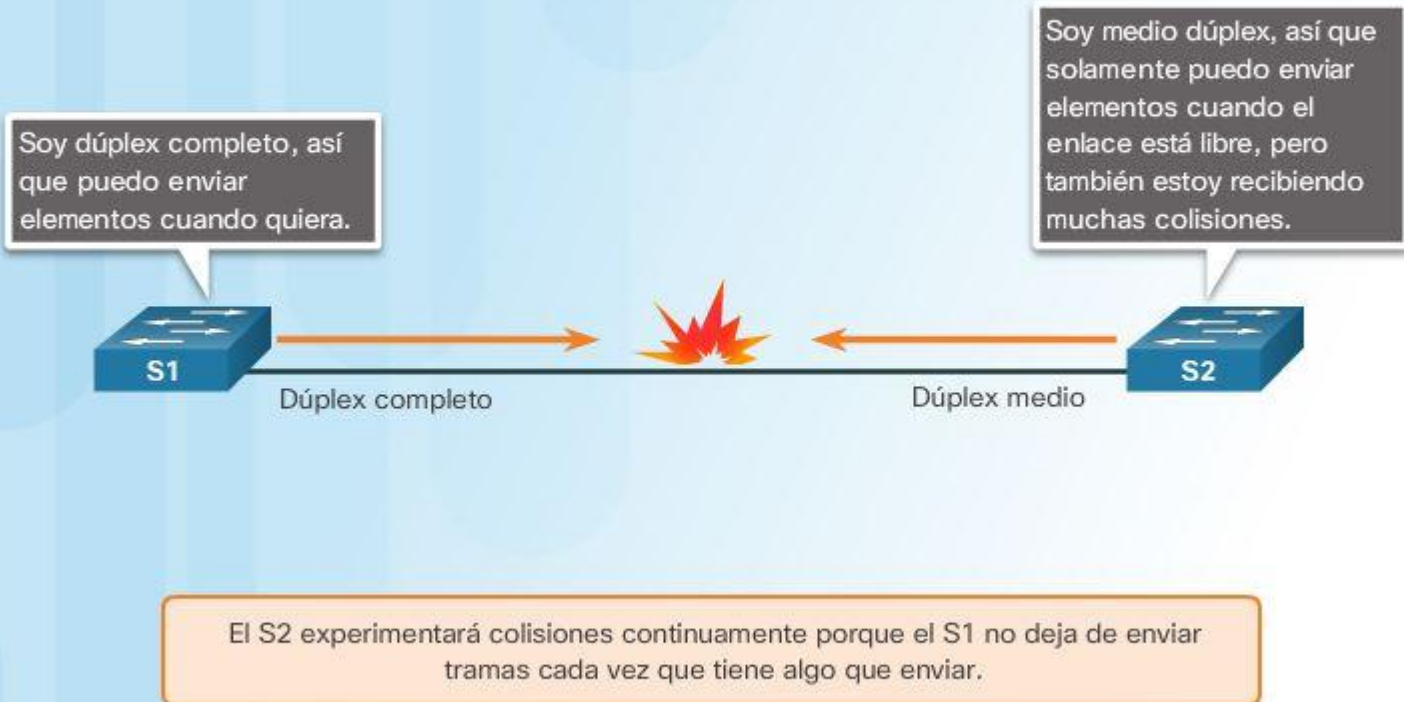 Soy dúplex completo, así
que puedo enviar
elementos cuando quiera.
Soy medio dúplex, así que
solamente puedo enviar
elementos cuando el
enlace está libre, pero
también estoy recibiendo
muchas colisiones.
S1
S2
Dúplex completo
Dúplex medio
El S2 experimentará colisiones continuamente porque el S1 no deja de enviar
tramas cada vez que tiene algo que enviar.